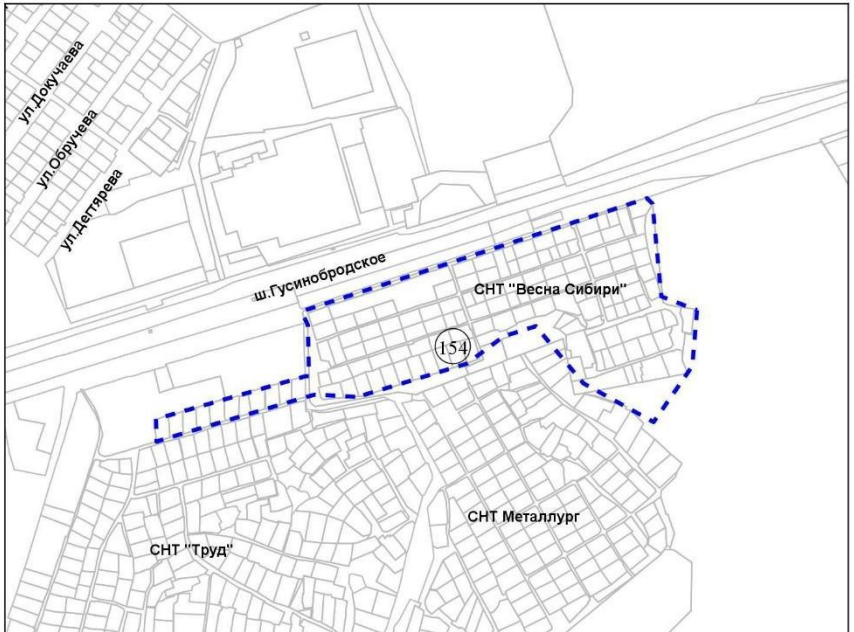 ул.Докучаева
ул.Обручева
ул.Дегтярева
ш.Гусинобродское
СНТ "Весна Сибири"
154
СНТ Металлург
СНТ "Труд"